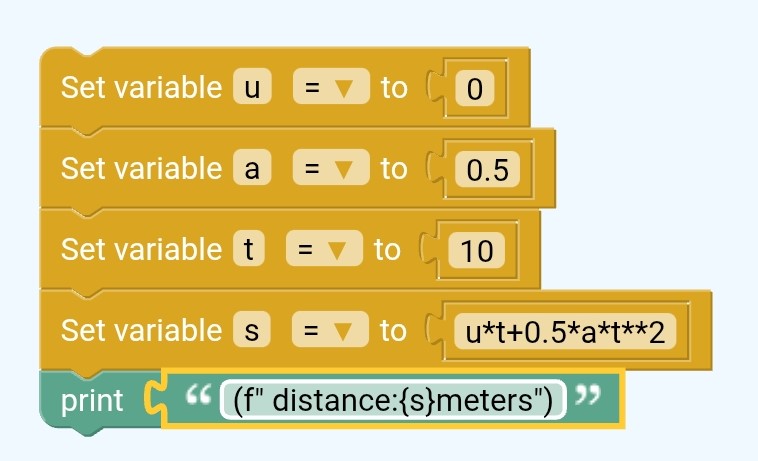 Set variable u = ▼ to 0
Set variable a = ▼ to 0.5
Set variable t = ▼ to 10
Set variable s = ▼ to u*t+0.5*a*t**2
print “ (f" distance:{s}meters") ”